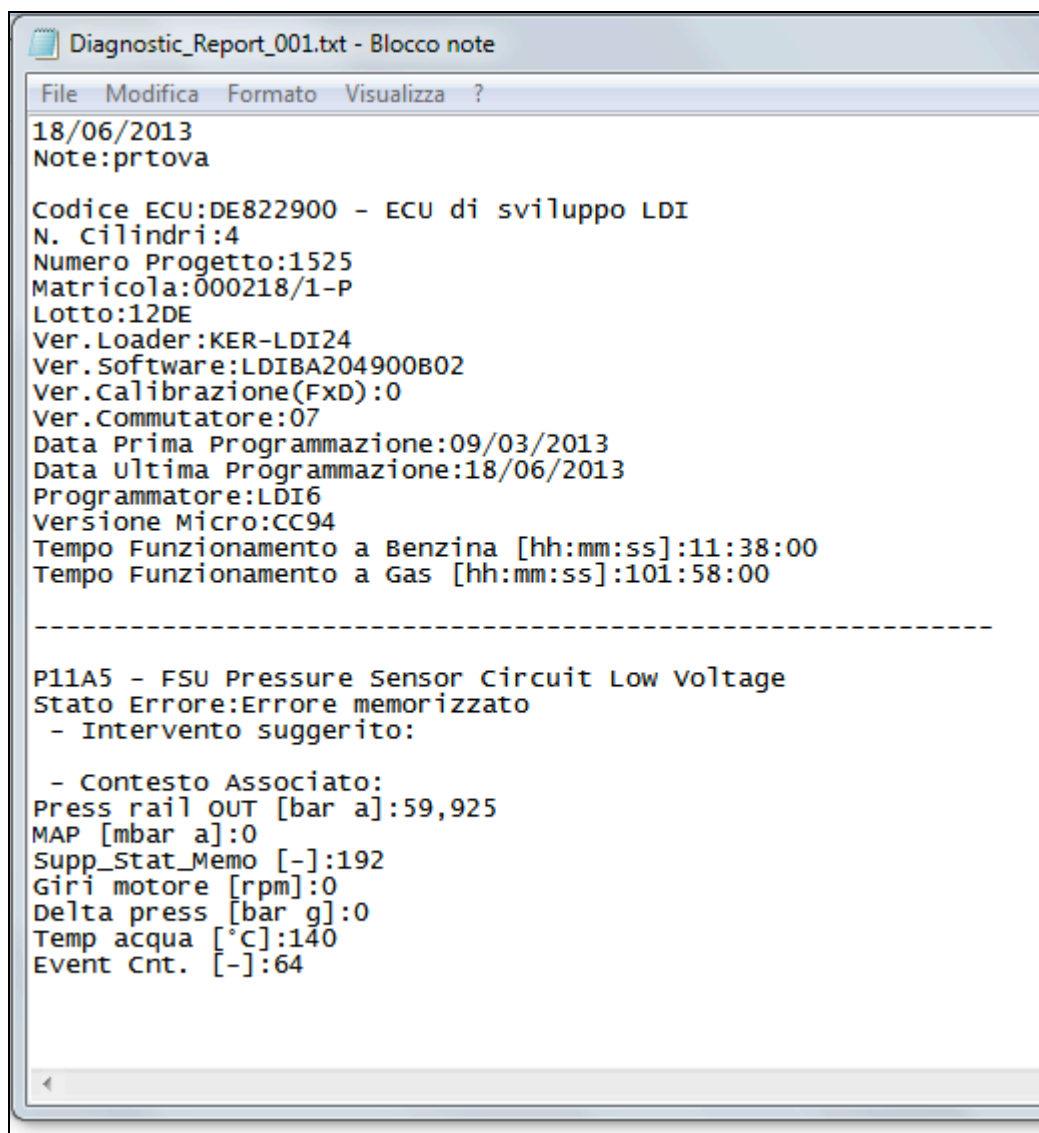 Diagnostic_Report_001.txt - Blocco note
File Modifica Formato Visualizza ?
18/06/2013
Note:prtova
Codice ECU:DE822900 - ECU di sviluppo LDI
N. Cilindri:4
Numero Progetto:1525
Matricola:000218/1-P
Lotto:12DE
Ver.Loader:KER-LDI24
Ver.Software:LDIBA204900B02
Ver.Calibrazione(FxD):0
Ver.Commutatore:07
Data Prima Programmazione:09/03/2013
Data Ultima Programmazione:18/06/2013
Programmatore:LDI6
Versione Micro:CC94
Tempo Funzionamento a Benzina [hh:mm:ss]:11:38:00
Tempo Funzionamento a Gas [hh:mm:ss]:101:58:00
------------------------------------------------------------
P11A5 - FSU Pressure Sensor Circuit Low Voltage
Stato Errore:Errore memorizzato
- Intervento suggerito:
- Contesto Associato:
Press rail OUT [bar a]:59,925
MAP [mbar a]:0
Supp_Stat_Memo [-]:192
Giri motore [rpm]:0
Delta press [bar g]:0
Temp acqua [°C]:140
Event Cnt. [-]:64